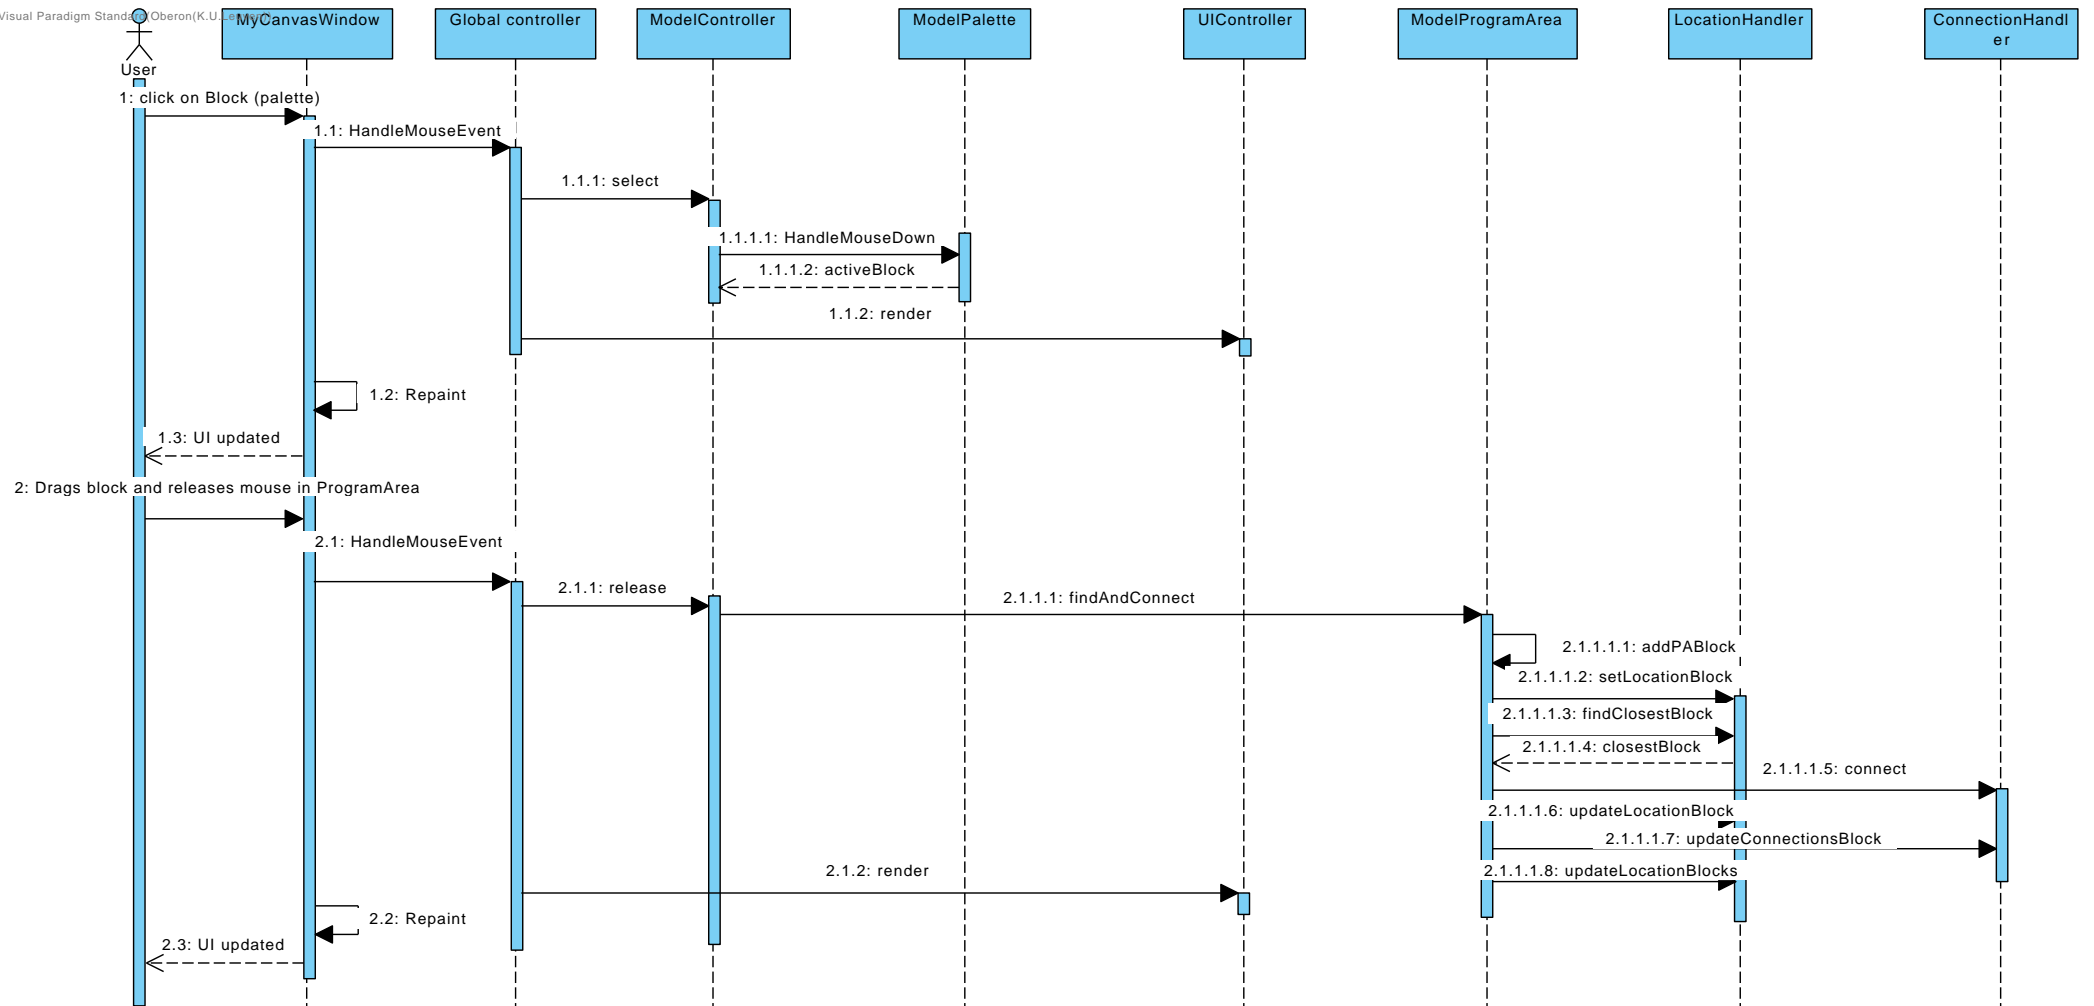 Visual Paradigm Standard(Oberon(K.U.Leuven))
MyCanvasWindow
Global controller
ModelController
ModelPalette
UIController
ModelProgramArea
LocationHandler
ConnectionHandl
er
User
1: click on Block (palette)
1.1: HandleMouseEvent
1.1.1: select
1.1.1.1: HandleMouseDown
1.1.1.2: activeBlock
1.1.2: render
1.2: Repaint
1.3: UI updated
2: Drags block and releases mouse in ProgramArea
2.1: HandleMouseEvent
2.1.1: release
2.1.1.1: findAndConnect
2.1.1.1.1: addPABlock
2.1.1.1.2: setLocationBlock
2.1.1.1.3: findClosestBlock
2.1.1.1.4: closestBlock
2.1.1.1.5: connect
2.1.1.1.6: updateLocationBlock
2.1.1.1.7: updateConnectionsBlock
2.1.1.1.8: updateLocationBlocks
2.1.2: render
2.2: Repaint
2.3: UI updated